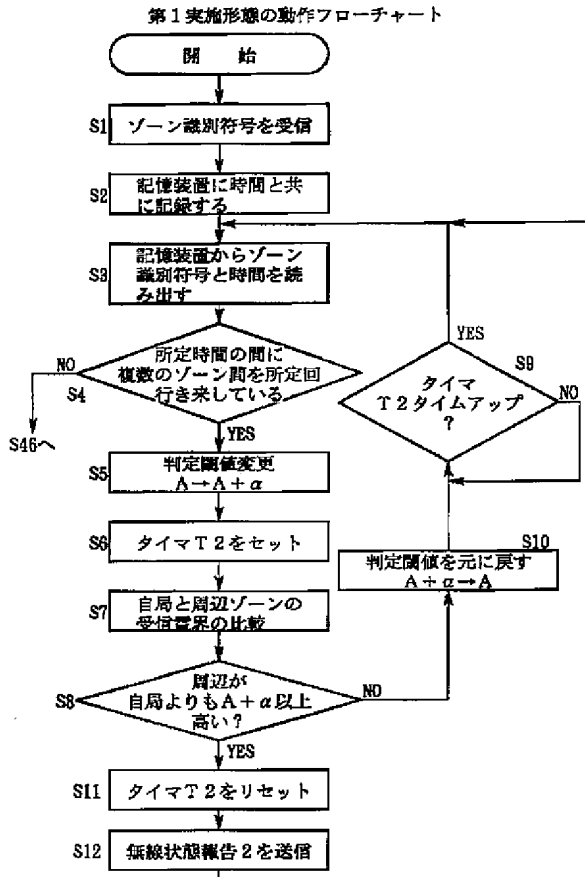 第1実施形態の動作フローチャート
開 始
S1
ゾーン識別符号を受信
S2
記憶装置に時間と共
に記録する
S3
記憶装置からゾーン
識別符号と時間を読
み出す
所定時間の間に
複数のゾーン間を所定回
行き来している
S4
NO
S46へ
YES
S5
判定閾値変更
A→A+α
S6
タイマT2をセット
S7
自局と周辺ゾーンの
受信電界の比較
S8
周辺が
自局よりもA+α以上
高い?
NO
YES
S9
タイマ
T2タイムアップ
?
YES
NO
S10
判定閾値を元に戻す
A+α→A
S11
タイマT2をリセット
S12
無線状態報告2を送信